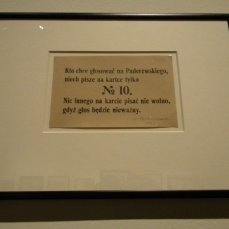 Kto chce głosować na Paderewskiego,
niech pisze na kartce tylko
№ 10.
Nic innego na karcie pisać nie wolno,
gdyż głos będzie nieważny.